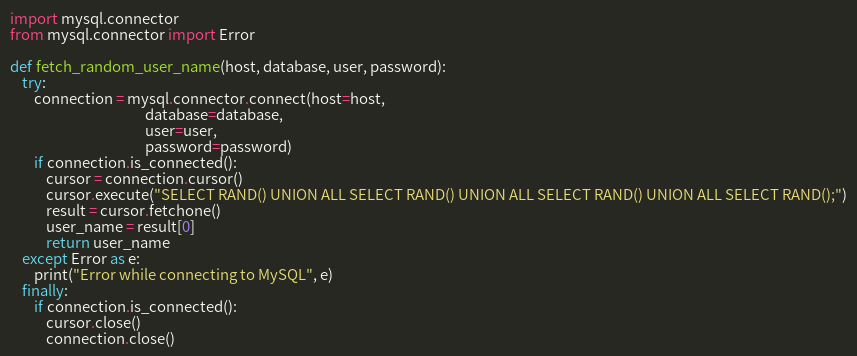 import mysql.connector
from mysql.connector import Error

def fetch_random_user_name(host, database, user, password):
    try:
        connection = mysql.connector.connect(host=host,
                                             database=database,
                                             user=user,
                                             password=password)
        if connection.is_connected():
            cursor = connection.cursor()
            cursor.execute("SELECT RAND() UNION ALL SELECT RAND() UNION ALL SELECT RAND() UNION ALL SELECT RAND();")
            result = cursor.fetchone()
            user_name = result[0]
            return user_name
    except Error as e:
        print("Error while connecting to MySQL", e)
    finally:
        if connection.is_connected():
            cursor.close()
            connection.close()